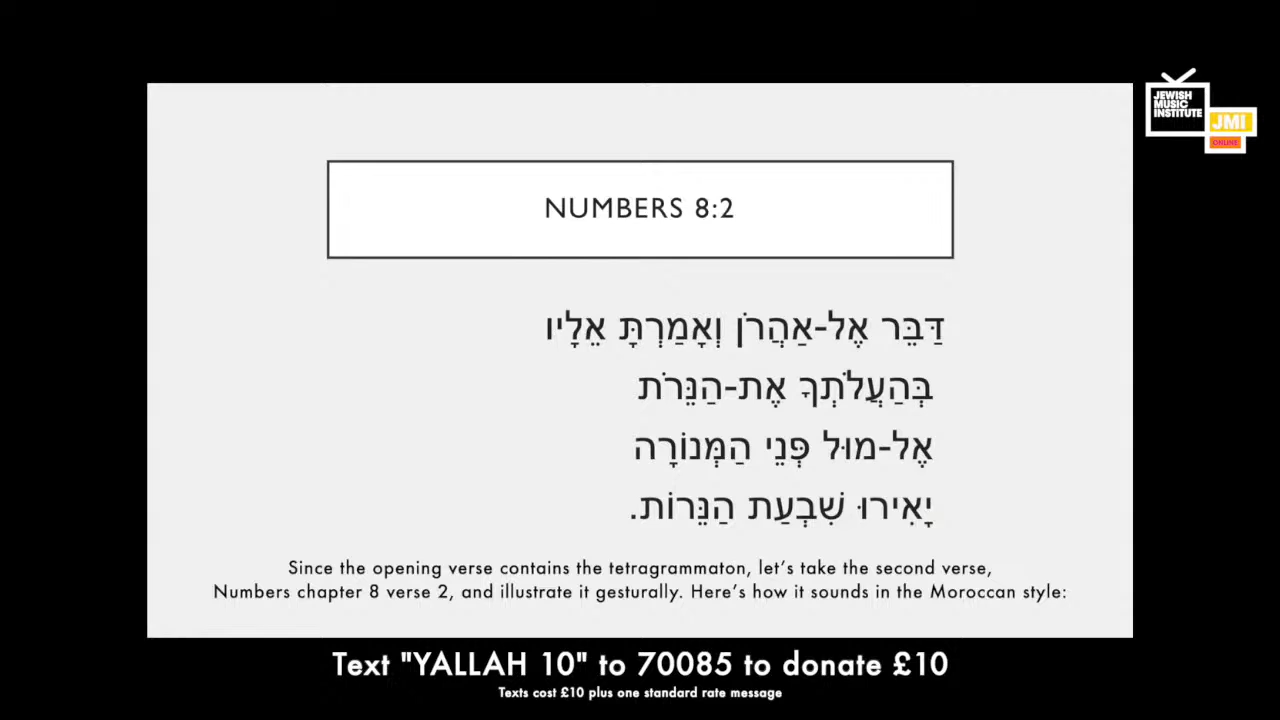 JEWISH
MUSIC
INSTITUTE
JMI
ONLINE
NUMBERS 8:2
דַּבֵּר אֶל-אַהֲרֹן וְאָמַרְתָּ אֵלָיו
בְּהַעֲלֹתְךָ אֶת-הַנֵּרֹת
אֶל-מוּל פְּנֵי הַמְּנוֹרָה
יָאִירוּ שִׁבְעַת הַנֵּרוֹת.
Since the opening verse contains the tetragrammaton, let’s take the second verse,
Numbers chapter 8 verse 2, and illustrate it gesturally. Here’s how it sounds in the Moroccan style:
Text "YALLAH 10" to 70085 to donate £10
Texts cost £10 plus one standard rate message